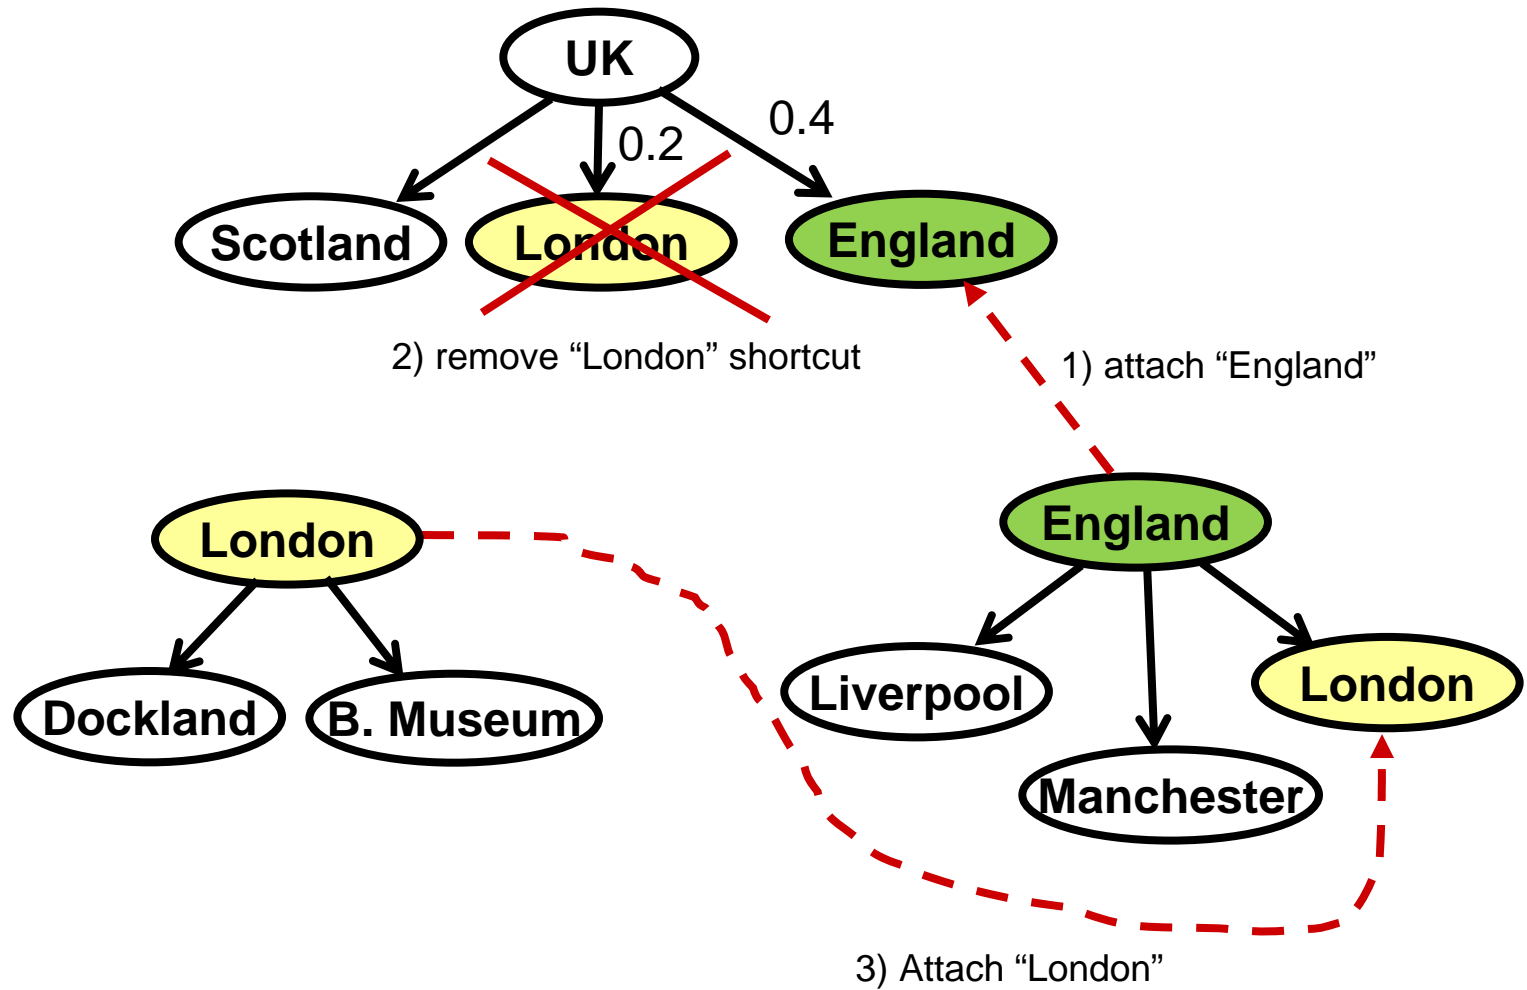 UK
0.4
0.2
Scotland
London
England
2) remove “London” shortcut
1) attach “England”
London
England
Dockland
B. Museum
Liverpool
London
Manchester
3) Attach “London”